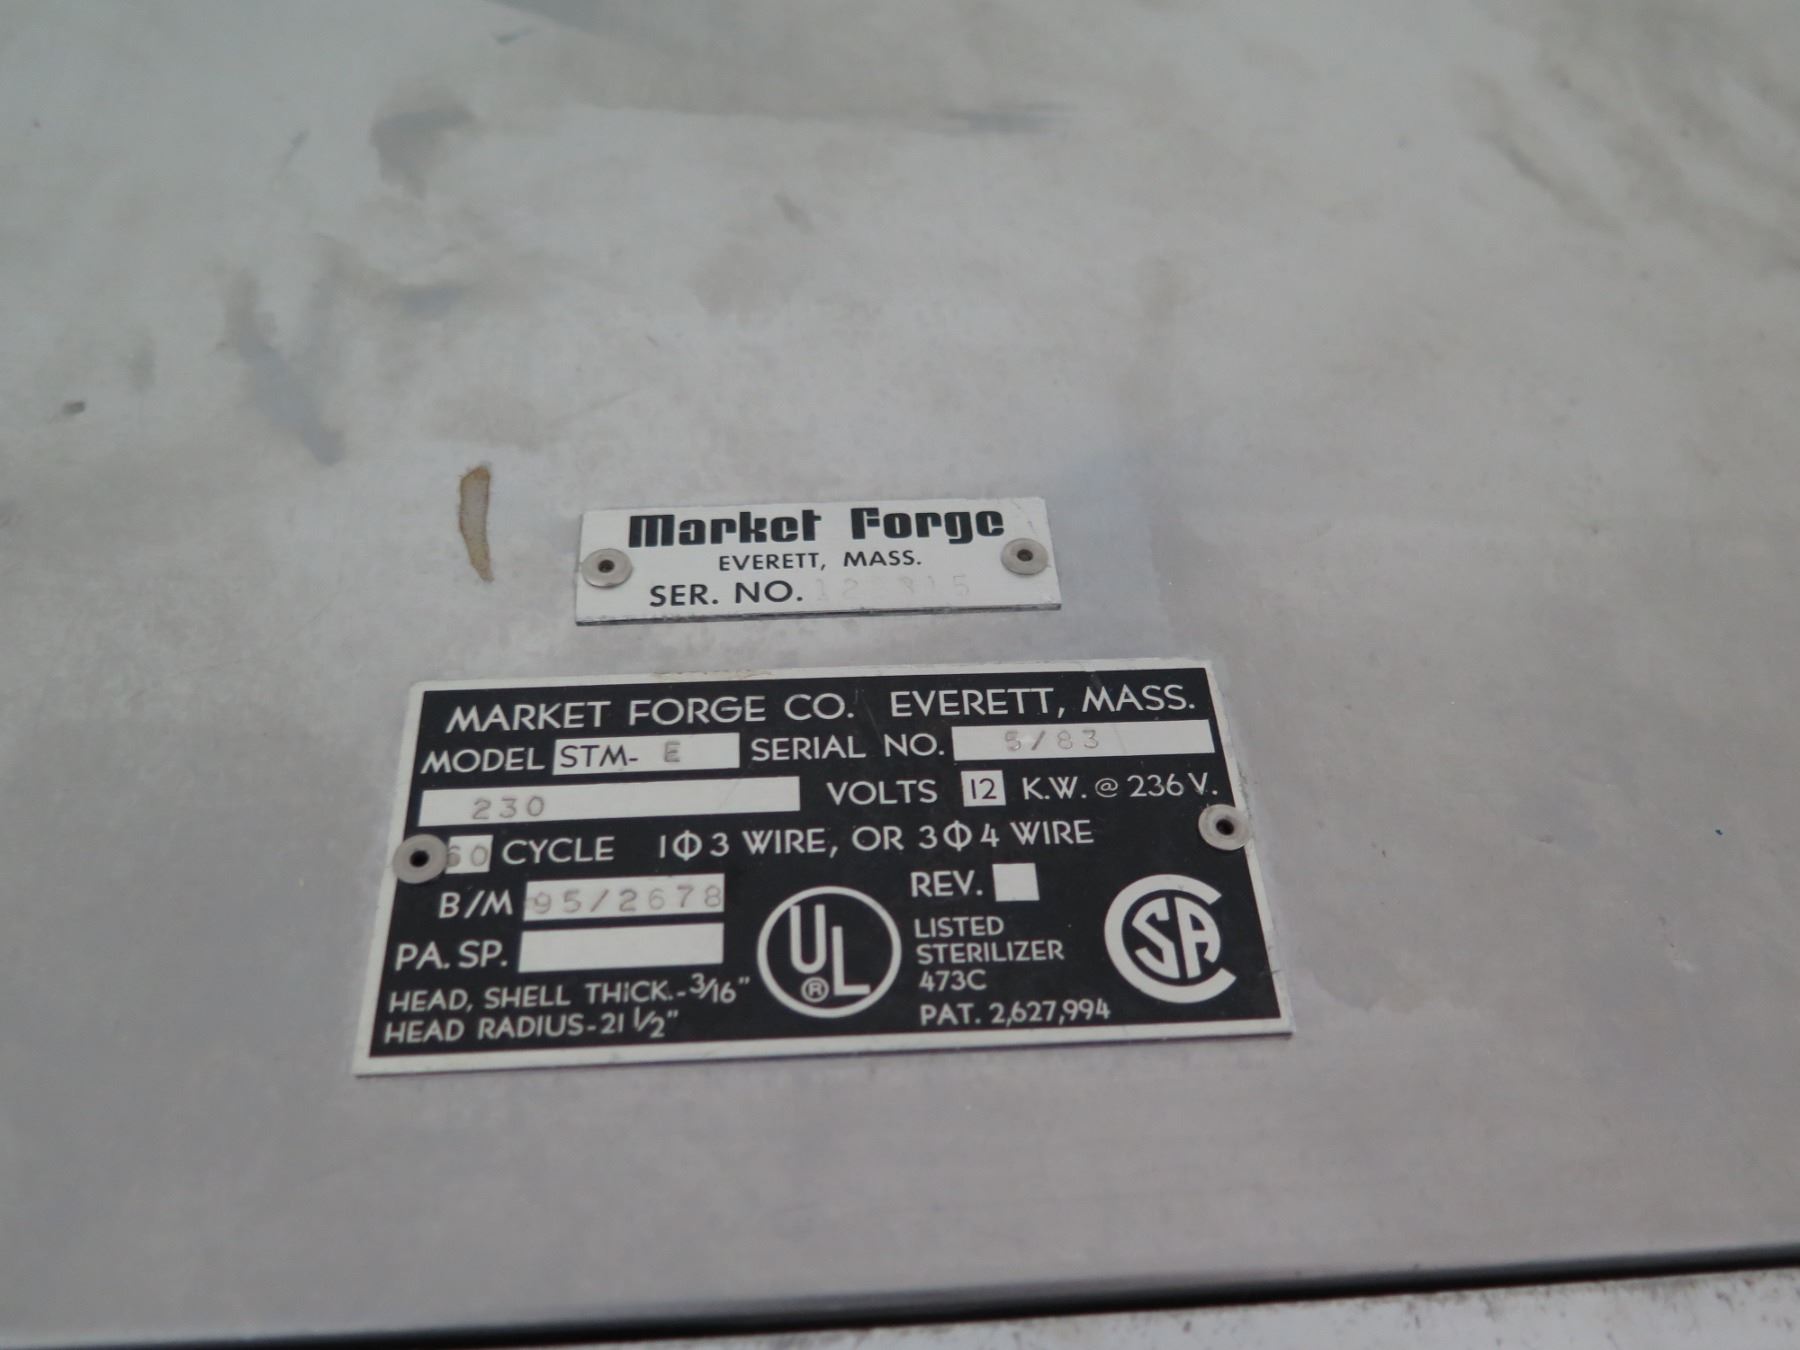 Market Forge
EVERETT, MASS.
SER. NO.
MARKET FORGE CO. EVERETT, MASS.
MODEL STM- E SERIAL NO. 5/83
230 VOLTS 12 K.W. @ 236 V.
60 CYCLE 1Φ 3 WIRE, OR 3Φ 4 WIRE
B/M 95/2678 REV.
PA. SP.
UL ®
LISTED
STERILIZER
473C
PAT. 2,627,994
SA
HEAD, SHELL THICK.-3/16"
HEAD RADIUS-21 1/2"